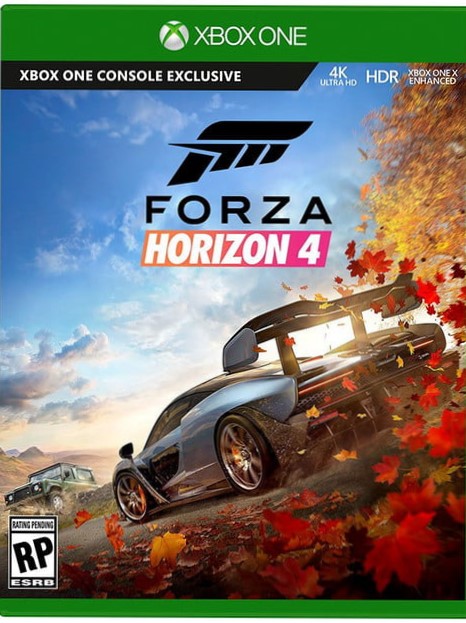 XBOX ONE
XBOX ONE CONSOLE EXCLUSIVE
4K
ULTRA HD
HDR
XBOX ONE X
ENHANCED
FORZA
HORIZON 4
RATING PENDING
RP
ESRB